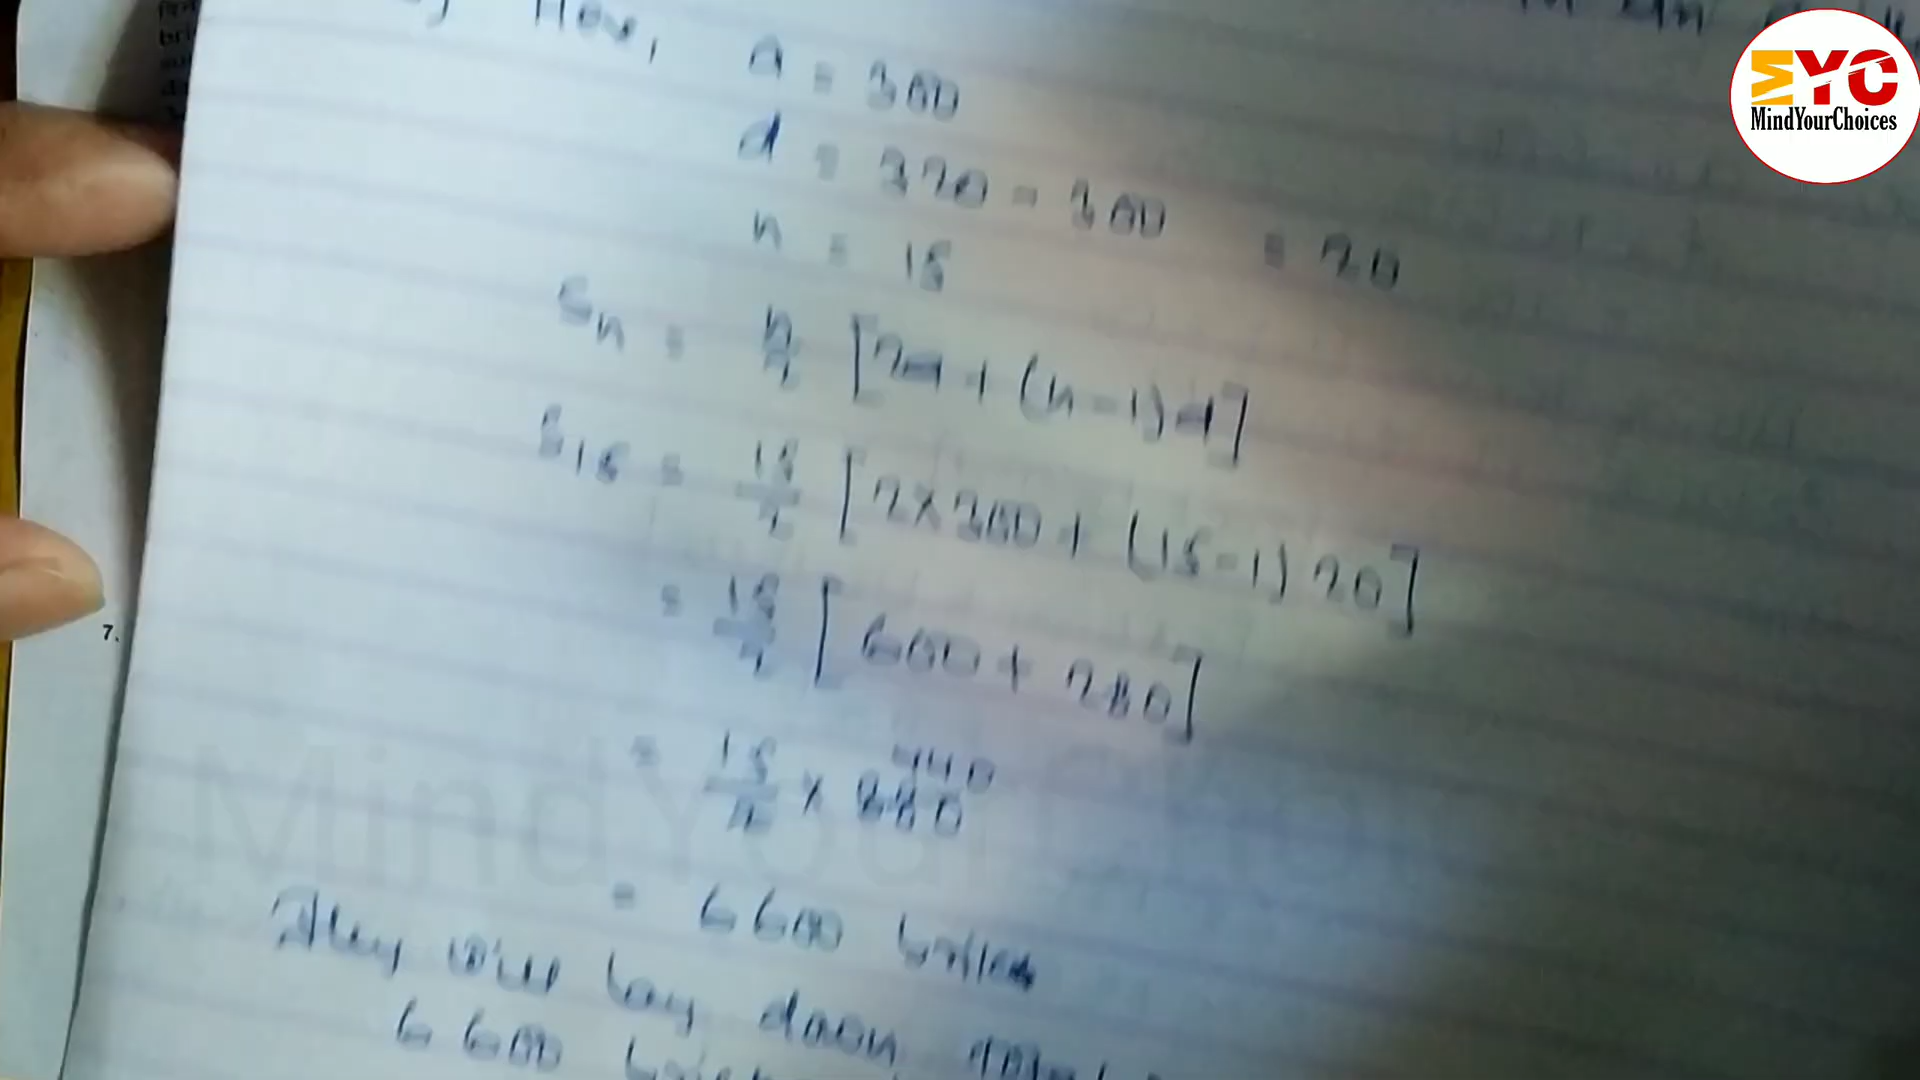 Here, a = 300
d = 320 - 300 = 20
n = 15
Sn = n/2 [2a + (n-1)d]
S15 = 15/2 [2×300 + (15-1) 20]
= 15/2 [600 + 280]
= 15/2 × 880 440
= 6600 bricks
They will lay down
6600
7.
MYC
MindYourChoices